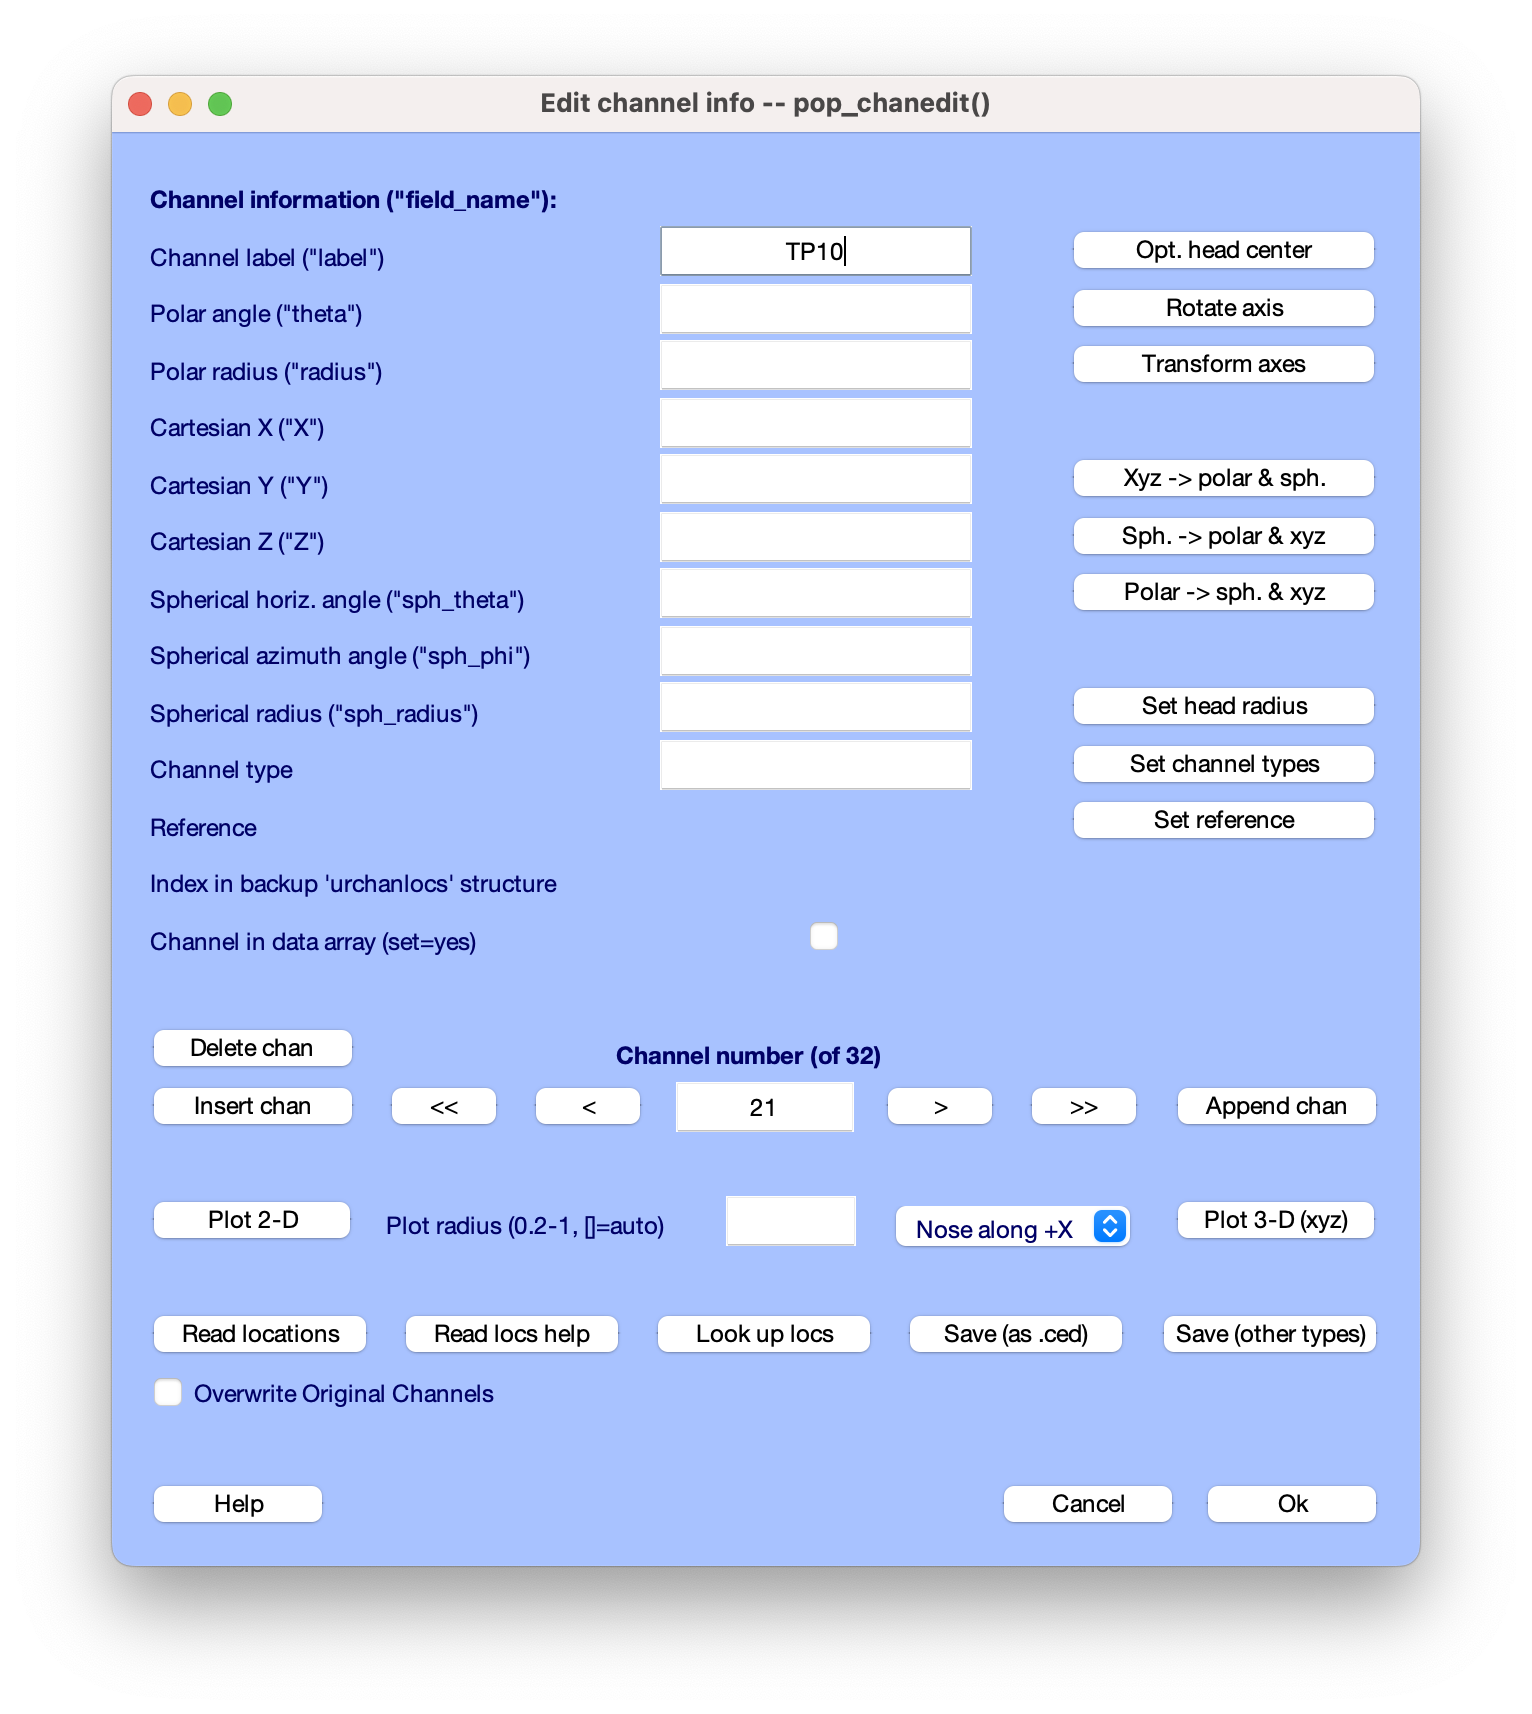 Edit channel info -- pop_chanedit()
Channel information ("field_name"):
Channel label ("label")
TP10
Opt. head center
Polar angle ("theta")
Rotate axis
Polar radius ("radius")
Transform axes
Cartesian X ("X")
Cartesian Y ("Y")
Xyz -> polar & sph.
Cartesian Z ("Z")
Sph. -> polar & xyz
Spherical horiz. angle ("sph_theta")
Polar -> sph. & xyz
Spherical azimuth angle ("sph_phi")
Spherical radius ("sph_radius")
Set head radius
Channel type
Set channel types
Reference
Set reference
Index in backup 'urchanlocs' structure
Channel in data array (set=yes)
Delete chan
Channel number (of 32)
Insert chan
<<
<
21
>
>>
Append chan
Plot 2-D
Plot radius (0.2-1, []=auto)
Nose along +X
Plot 3-D (xyz)
Read locations
Read locs help
Look up locs
Save (as .ced)
Save (other types)
Overwrite Original Channels
Help
Cancel
Ok